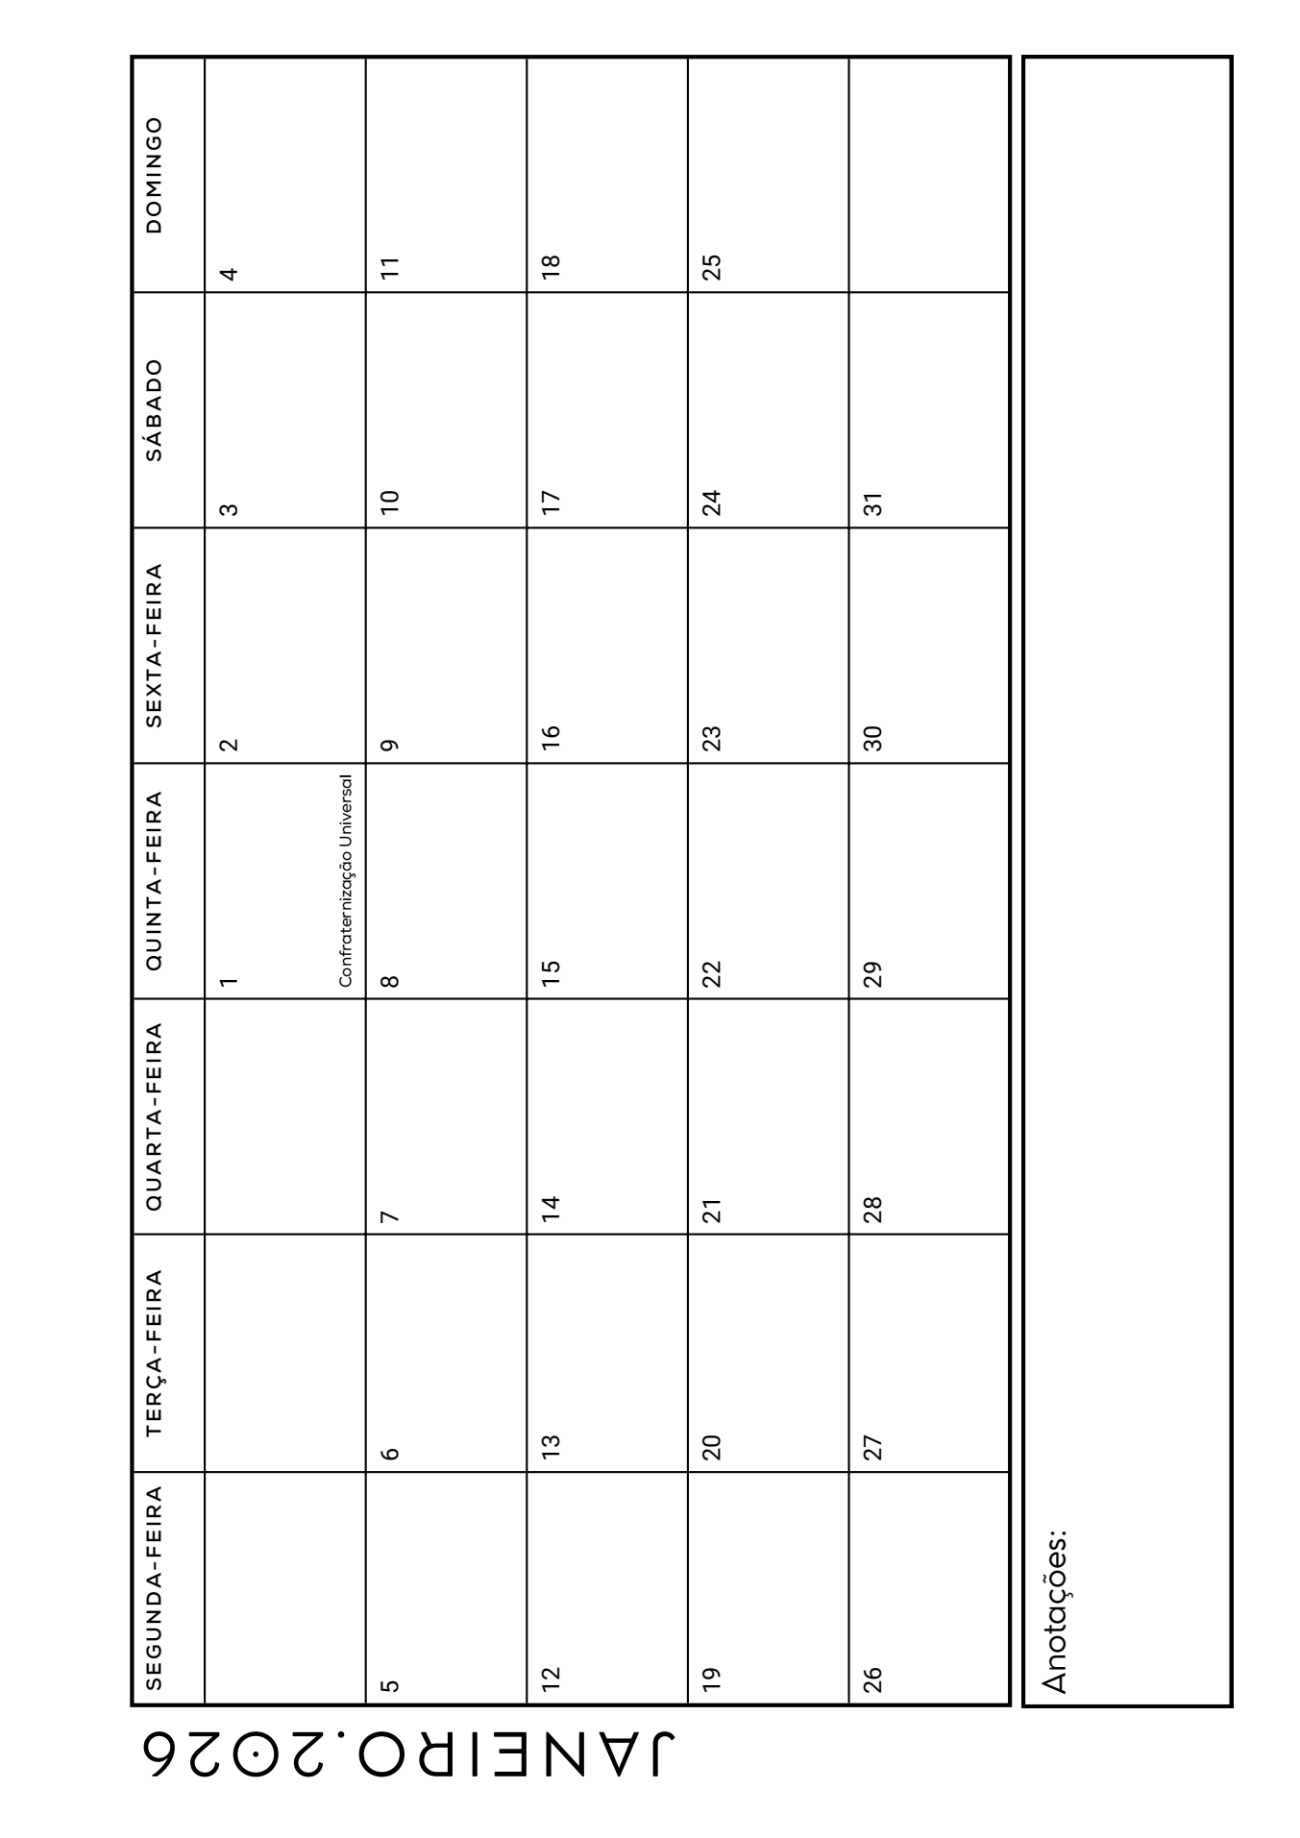 JANEIRO.2026
SEGUNDA-FEIRA TERÇA-FEIRA QUARTA-FEIRA QUINTA-FEIRA SEXTA-FEIRA SÁBADO DOMINGO
1 2 3 4
Confraternização Universal
5 6 7 8 9 10 11
12 13 14 15 16 17 18
19 20 21 22 23 24 25
26 27 28 29 30 31
Anotações: